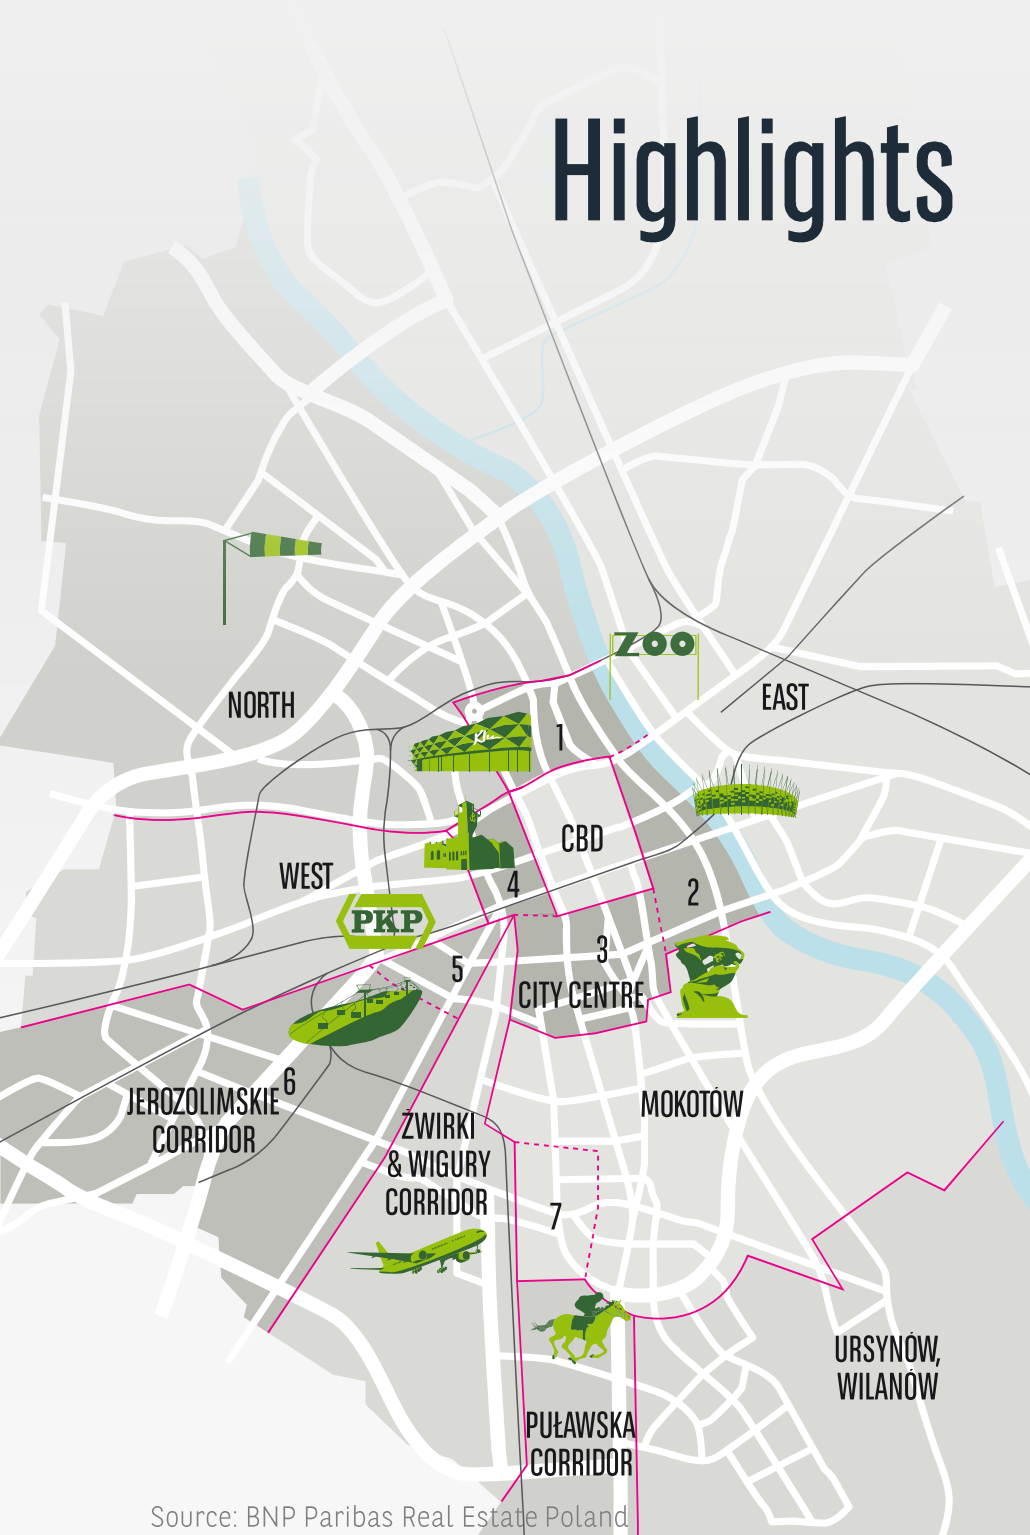 Highlights
ZOO
NORTH
EAST
1
CBD
WEST
4
2
PKP
3
5
CITY CENTRE
6
JEROZOLIMSKIE
CORRIDOR
MOKOTÓW
ŻWIRKI
& WIGURY
CORRIDOR
7
URSYNÓW,
WILANÓW
PUŁAWSKA
CORRIDOR
Source: BNP Paribas Real Estate Poland